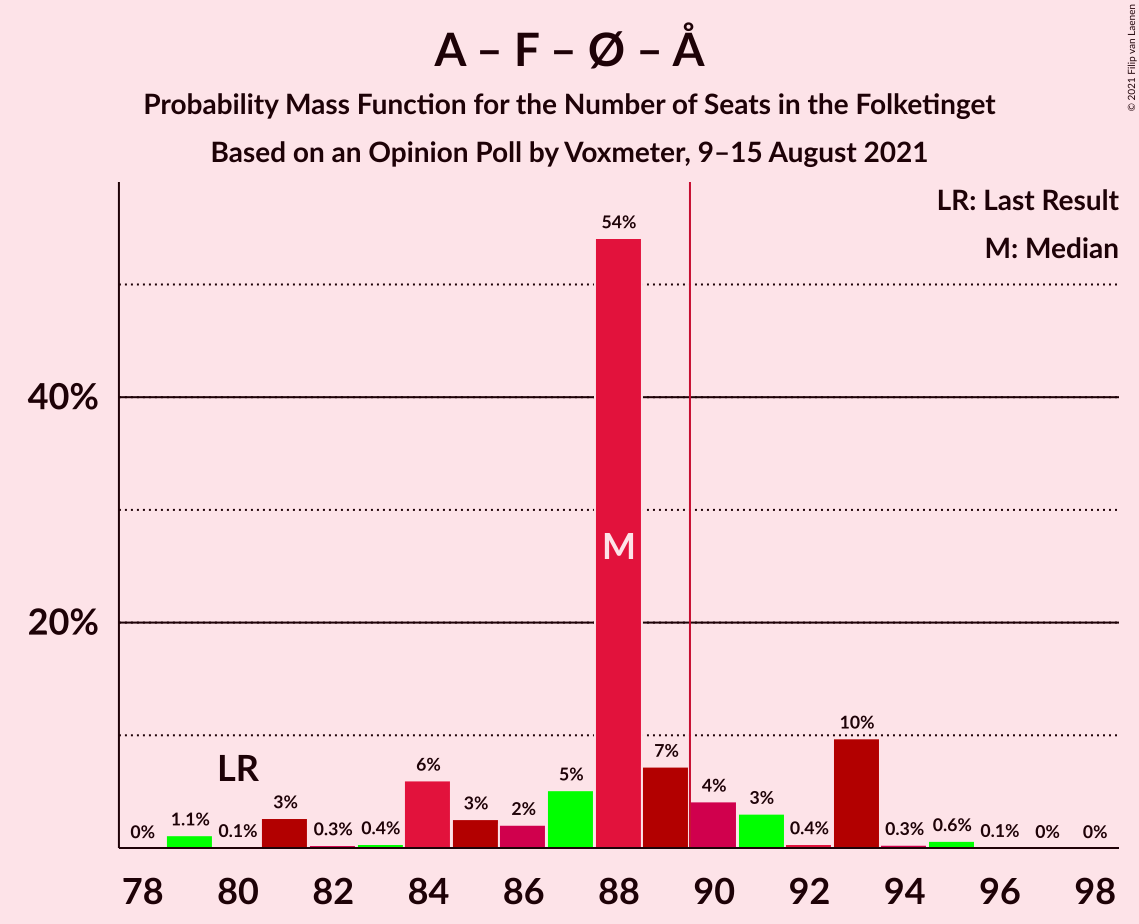 A – F – Ø – Å
Probability Mass Function for the Number of Seats in the Folketinget
Based on an Opinion Poll by Voxmeter, 9–15 August 2021
© 2021 Filip van Laenen
LR: Last Result
M: Median
40%
20%
0%
1.1%
0.1%
LR
3%
0.3%
0.4%
6%
3%
2%
5%
54%
M
7%
4%
3%
0.4%
10%
0.3%
0.6%
0.1%
0%
0%
78 80 82 84 86 88 90 92 94 96 98